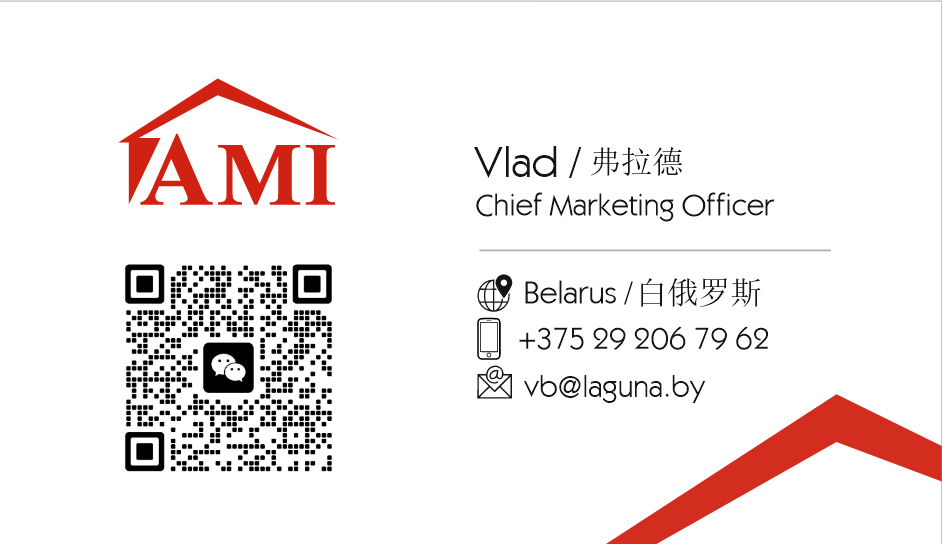 AMI
Vlad / 弗拉德
Chief Marketing Officer
Belarus / 白俄罗斯
+375 29 206 79 62
vb@laguna.by